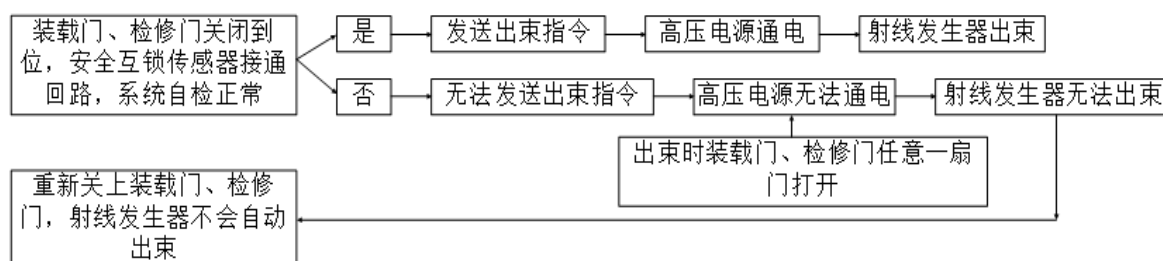 装载门、检修门关闭到
位，安全互锁传感器接通
回路，系统自检正常
是
发送出束指令
高压电源通电
射线发生器出束
否
无法发送出束指令
高压电源无法通电
射线发生器无法出束
出束时装载门、检修门任意一扇
门打开
重新关上装载门、检修
门，射线发生器不会自动
出束